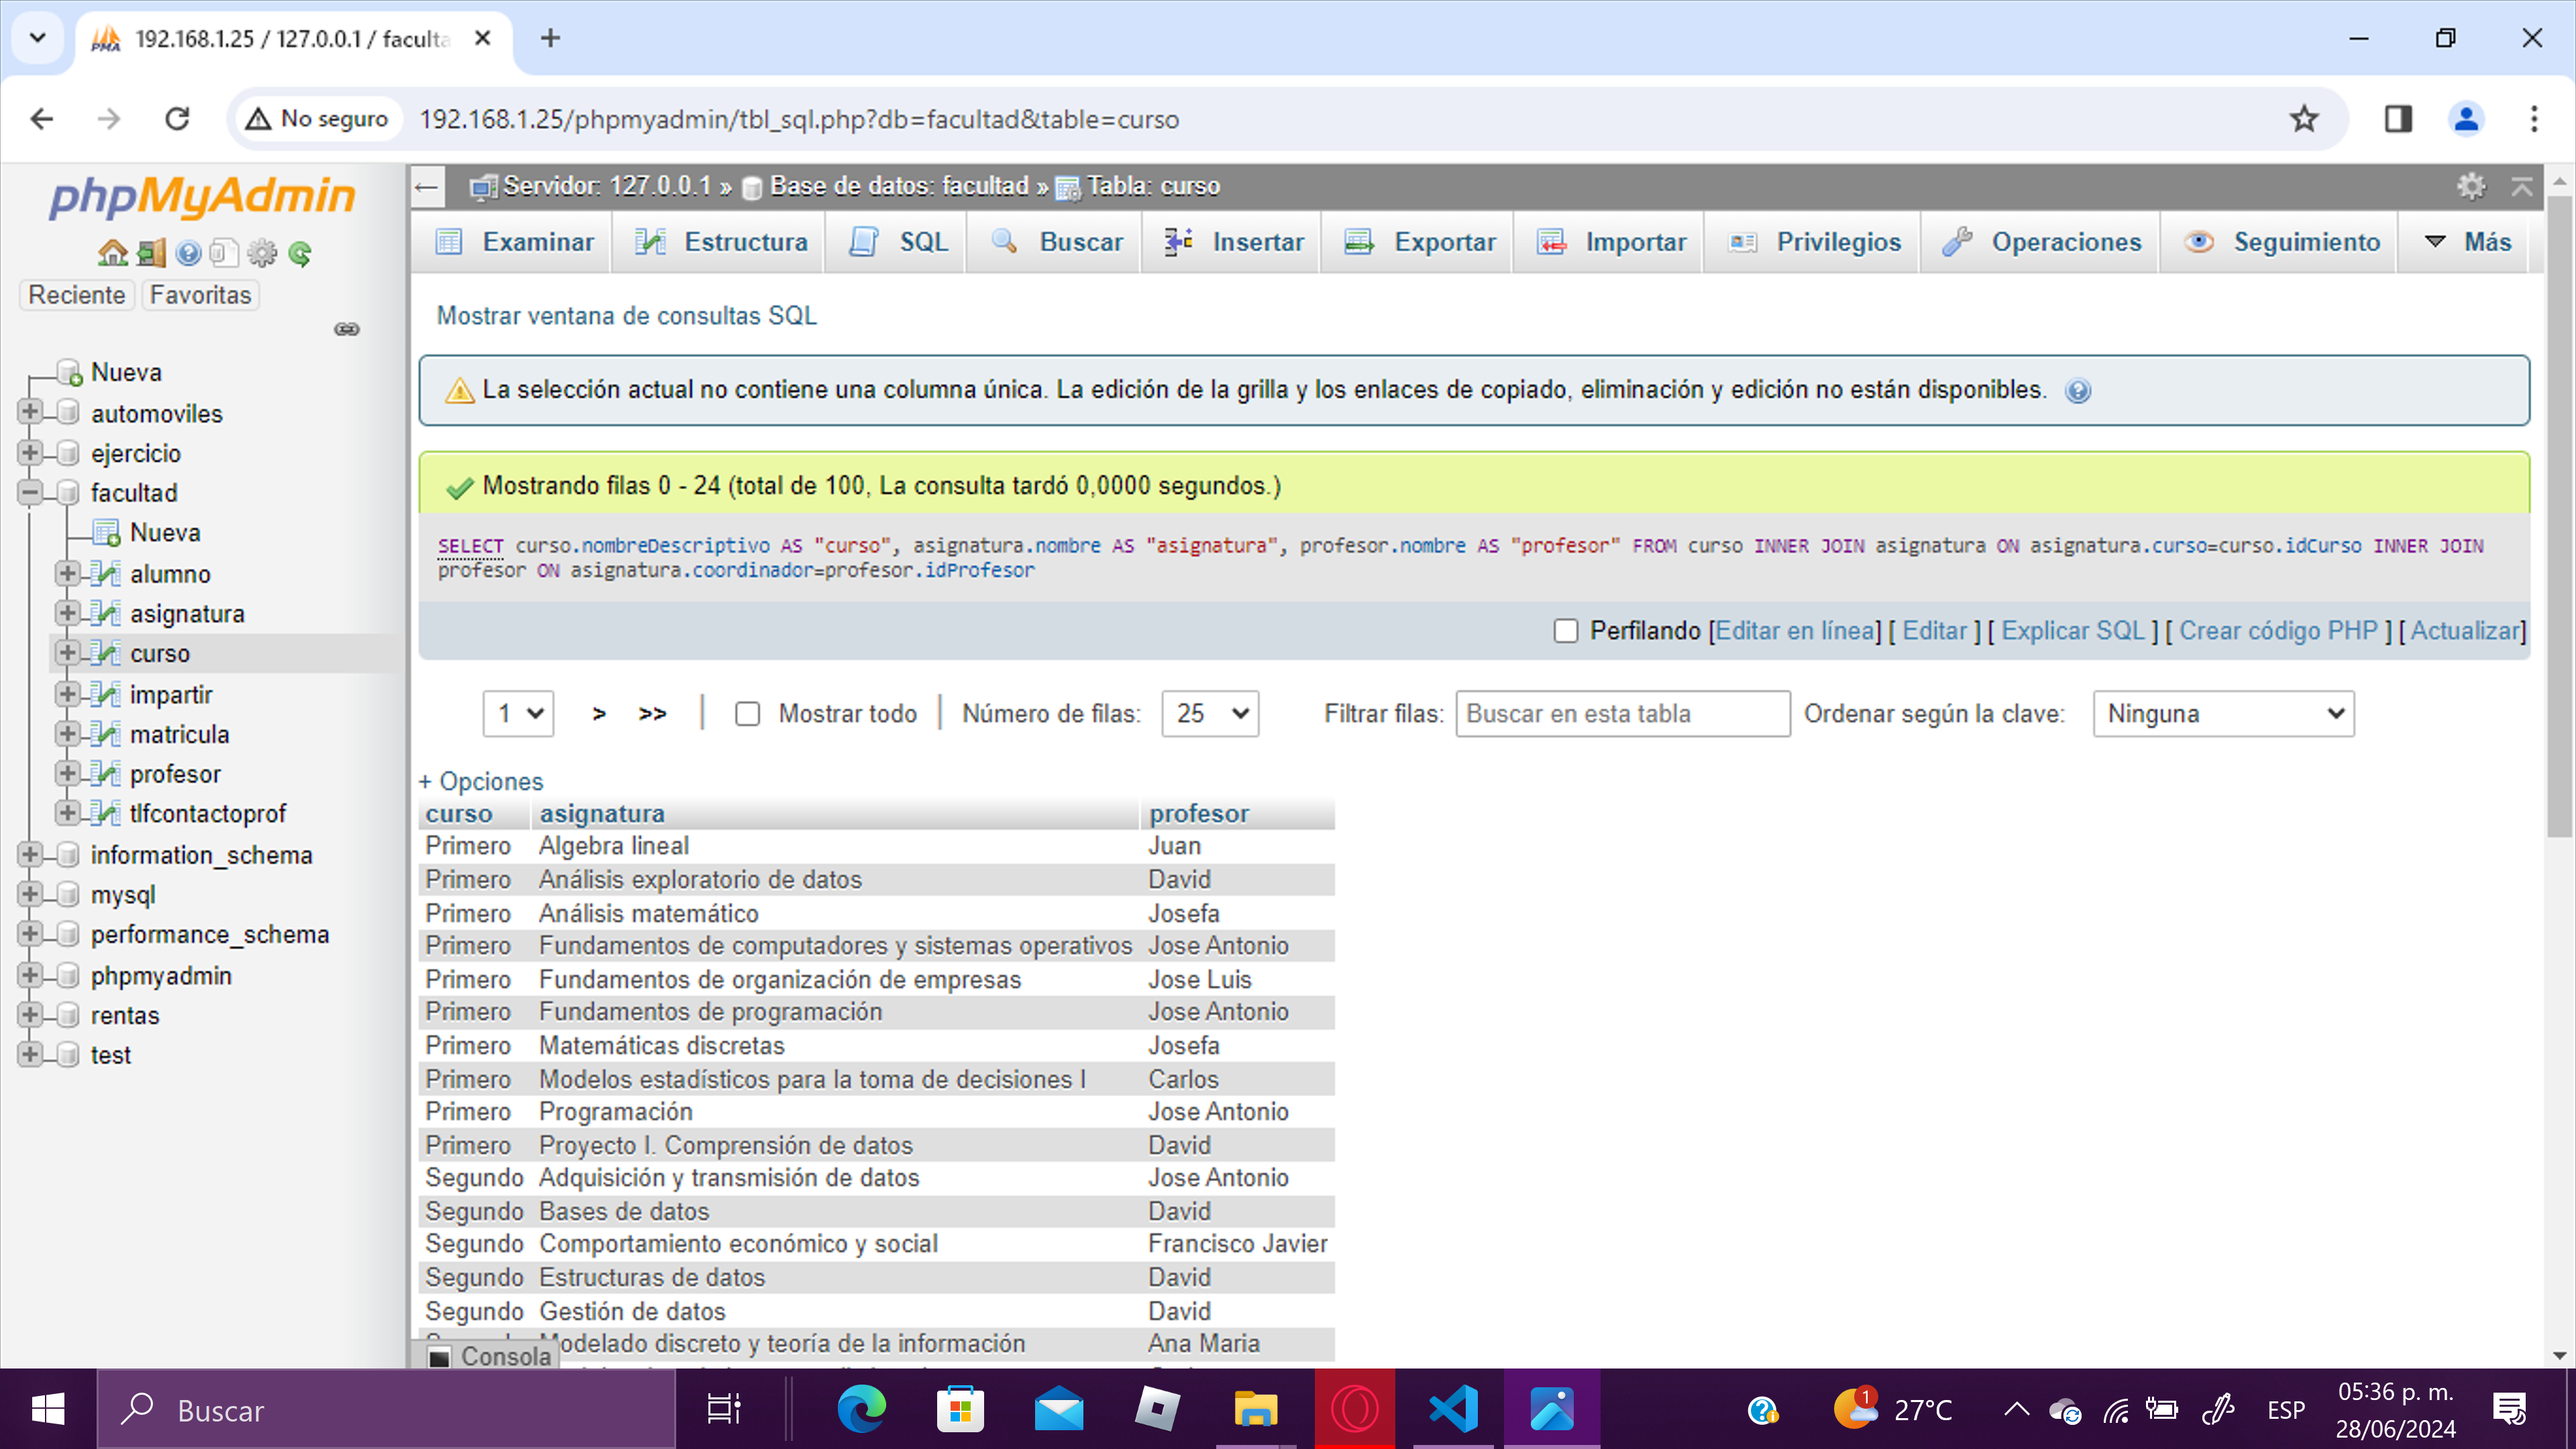 192.168.1.25 / 127.0.0.1 / faculta
No seguro 192.168.1.25/phpmyadmin/tbl_sql.php?db=facultad&table=curso
phpMyAdmin
Reciente Favoritas
Nueva
automoviles
ejercicio
facultad
Nueva
alumno
asignatura
curso
impartir
matricula
profesor
tlfcontactoprof
information_schema
mysql
performance_schema
phpmyadmin
rentas
test
Servidor: 127.0.0.1 » Base de datos: facultad » Tabla: curso
Examinar Estructura SQL Buscar Insertar Exportar Importar Privilegios Operaciones Seguimiento Más
Mostrar ventana de consultas SQL
La selección actual no contiene una columna única. La edición de la grilla y los enlaces de copiado, eliminación y edición no están disponibles.
Mostrando filas 0 - 24 (total de 100, La consulta tardó 0,0000 segundos.)
SELECT curso.nombreDescriptivo AS "curso", asignatura.nombre AS "asignatura", profesor.nombre AS "profesor" FROM curso INNER JOIN asignatura ON asignatura.curso=curso.idCurso INNER JOIN
profesor ON asignatura.coordinador=profesor.idProfesor
Perfilando [Editar en línea] [ Editar ] [ Explicar SQL ] [ Crear código PHP ] [ Actualizar]
1 > >> Mostrar todo Número de filas: 25 Filtrar filas: Buscar en esta tabla Ordenar según la clave: Ninguna
+ Opciones
curso asignatura profesor
Primero Algebra lineal Juan
Primero Análisis exploratorio de datos David
Primero Análisis matemático Josefa
Primero Fundamentos de computadores y sistemas operativos Jose Antonio
Primero Fundamentos de organización de empresas Jose Luis
Primero Fundamentos de programación Jose Antonio
Primero Matemáticas discretas Josefa
Primero Modelos estadísticos para la toma de decisiones I Carlos
Primero Programación Jose Antonio
Primero Proyecto I. Comprensión de datos David
Segundo Adquisición y transmisión de datos Jose Antonio
Segundo Bases de datos David
Segundo Comportamiento económico y social Francisco Javier
Segundo Estructuras de datos David
Segundo Gestión de datos David
odelado discreto y teoría de la información Ana Maria
Consola
Buscar
1 27°C ESP 05:36 p. m.
28/06/2024